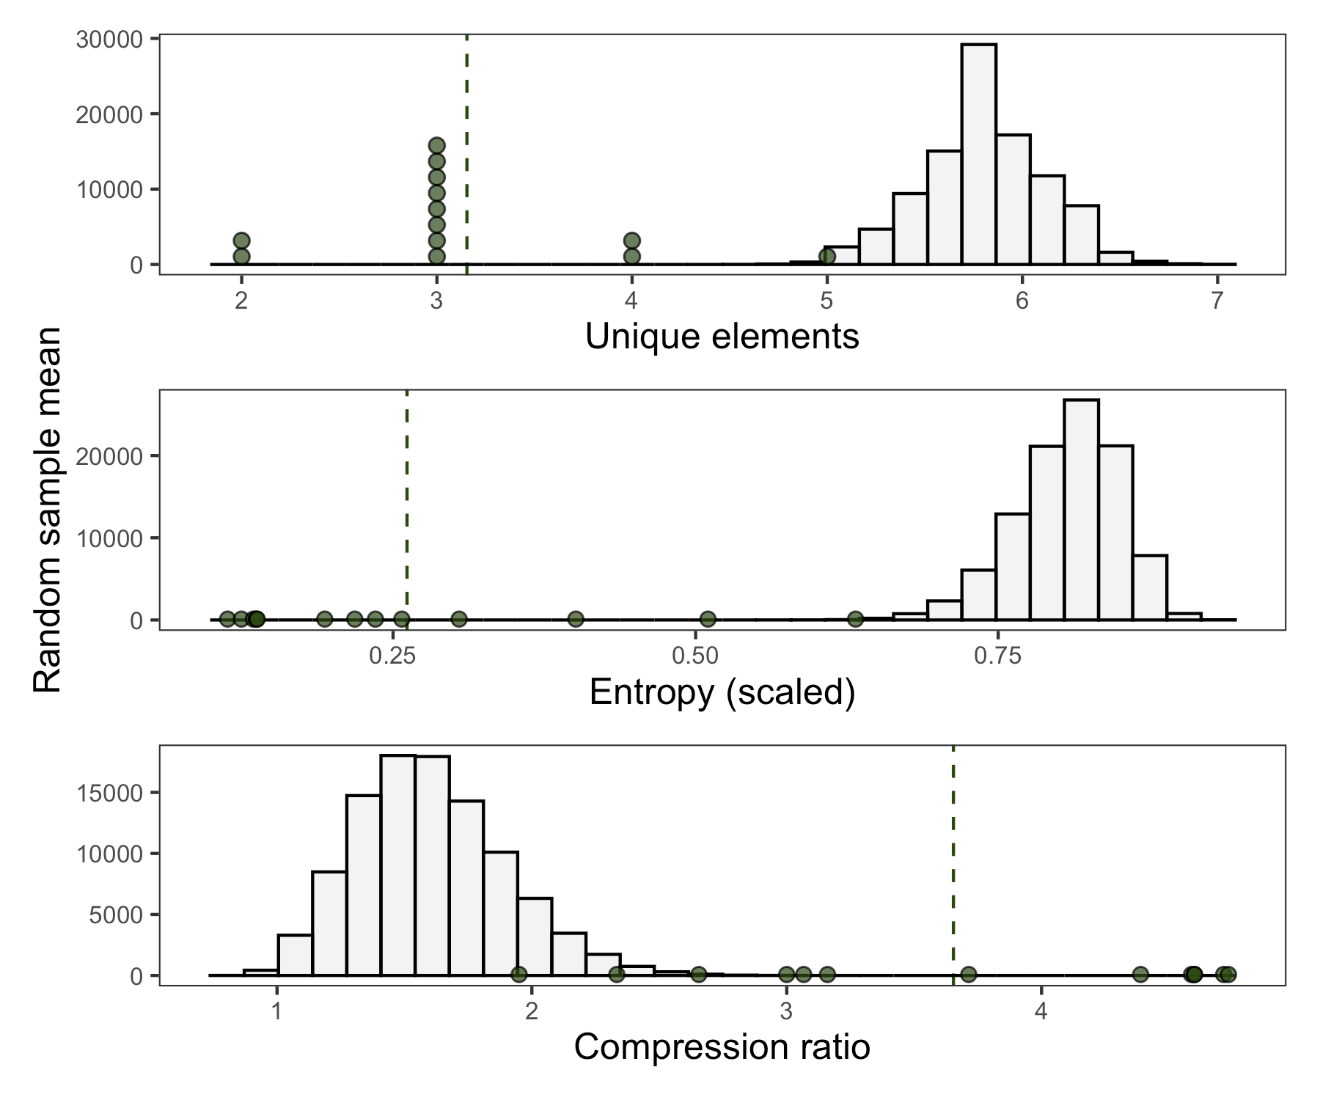 30000
20000
10000
0
2 3 4 5 6 7
Unique elements
Random sample mean
20000
10000
0
0.25 0.50 0.75
Entropy (scaled)
15000
10000
5000
0
1 2 3 4
Compression ratio